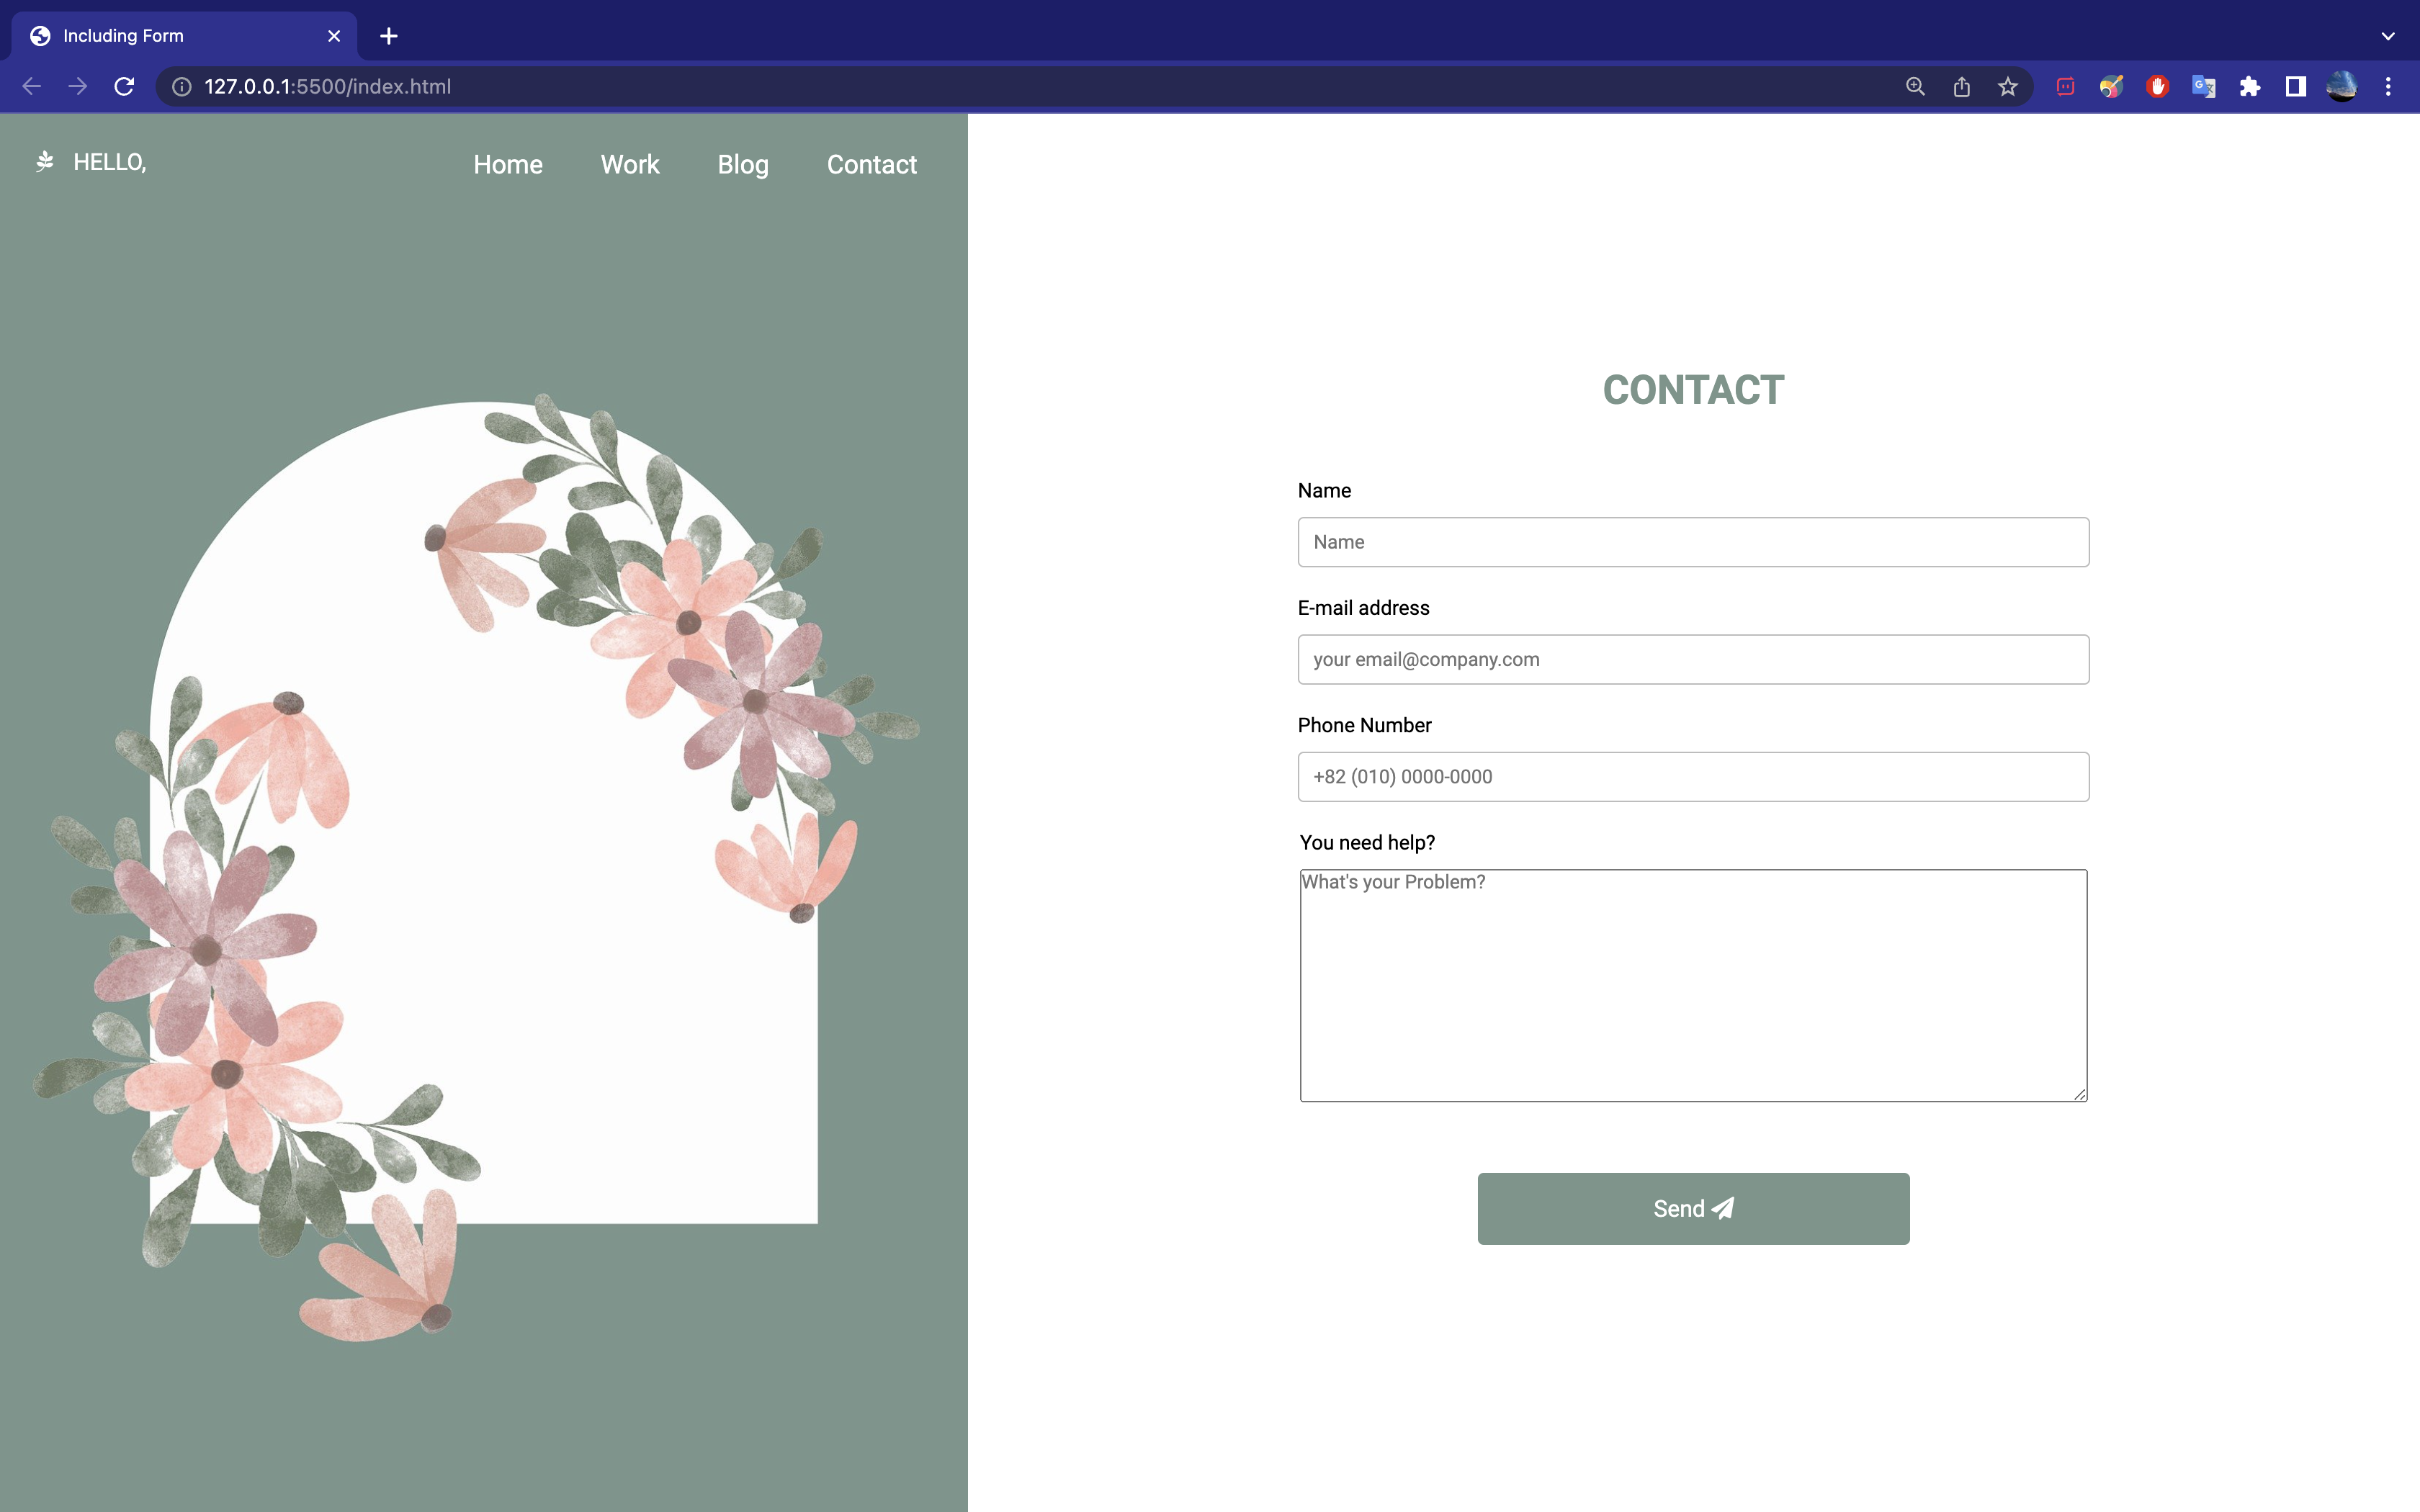 Including Form
127.0.0.1:5500/index.html
HELLO,
Home Work Blog Contact
CONTACT
Name
Name
E-mail address
your email@company.com
Phone Number
+82 (010) 0000-0000
You need help?
What's your Problem?
Send